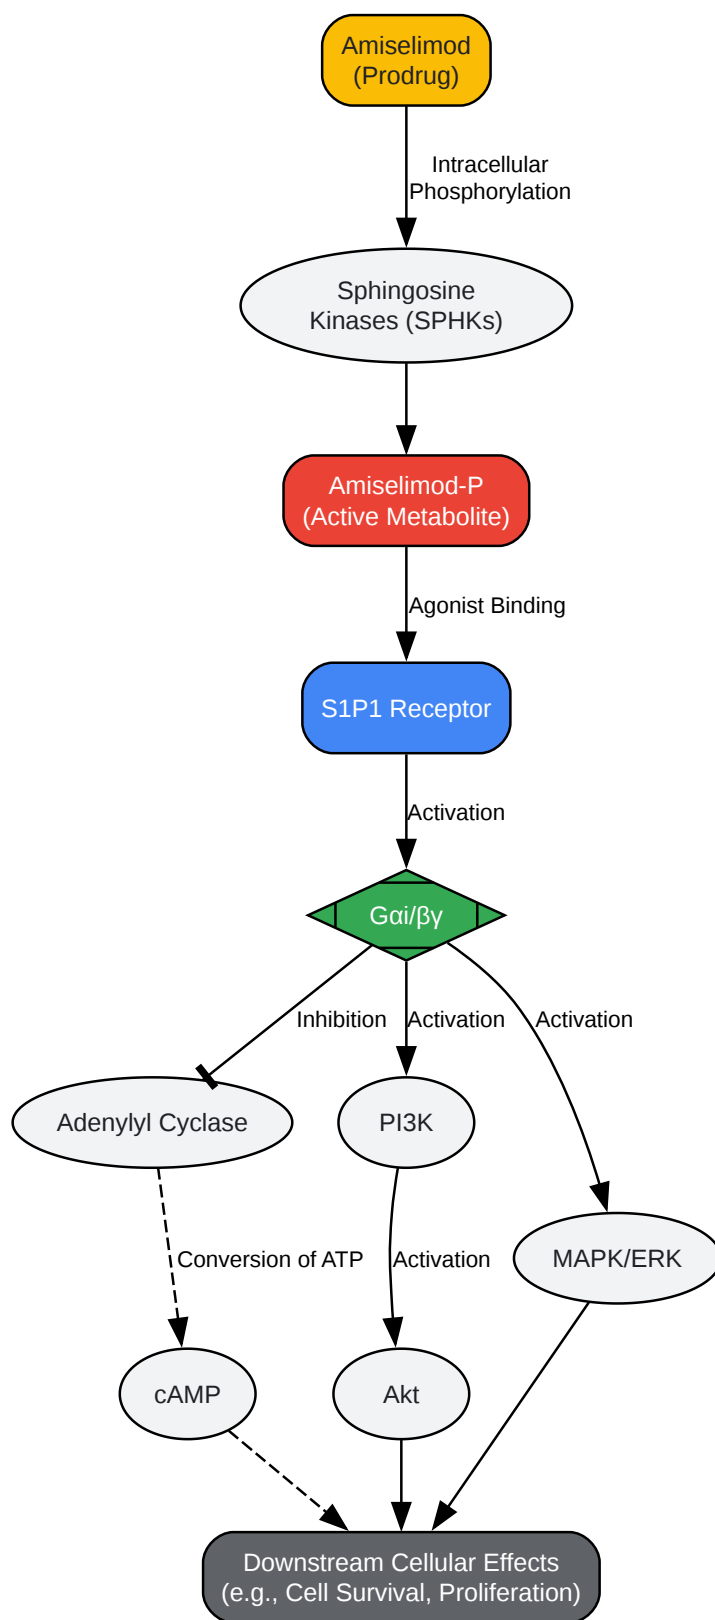 Amiselimod
(Prodrug)
Intracellular
Phosphorylation
Sphingosine
Kinases (SPHKs)
Amiselimod-P
(Active Metabolite)
Agonist Binding
S1P1 Receptor
Activation
Gαi/βγ
Inhibition
Activation
Activation
Adenylyl Cyclase
PI3K
MAPK/ERK
Conversion of ATP
Activation
cAMP
Akt
Downstream Cellular Effects
(e.g., Cell Survival, Proliferation)